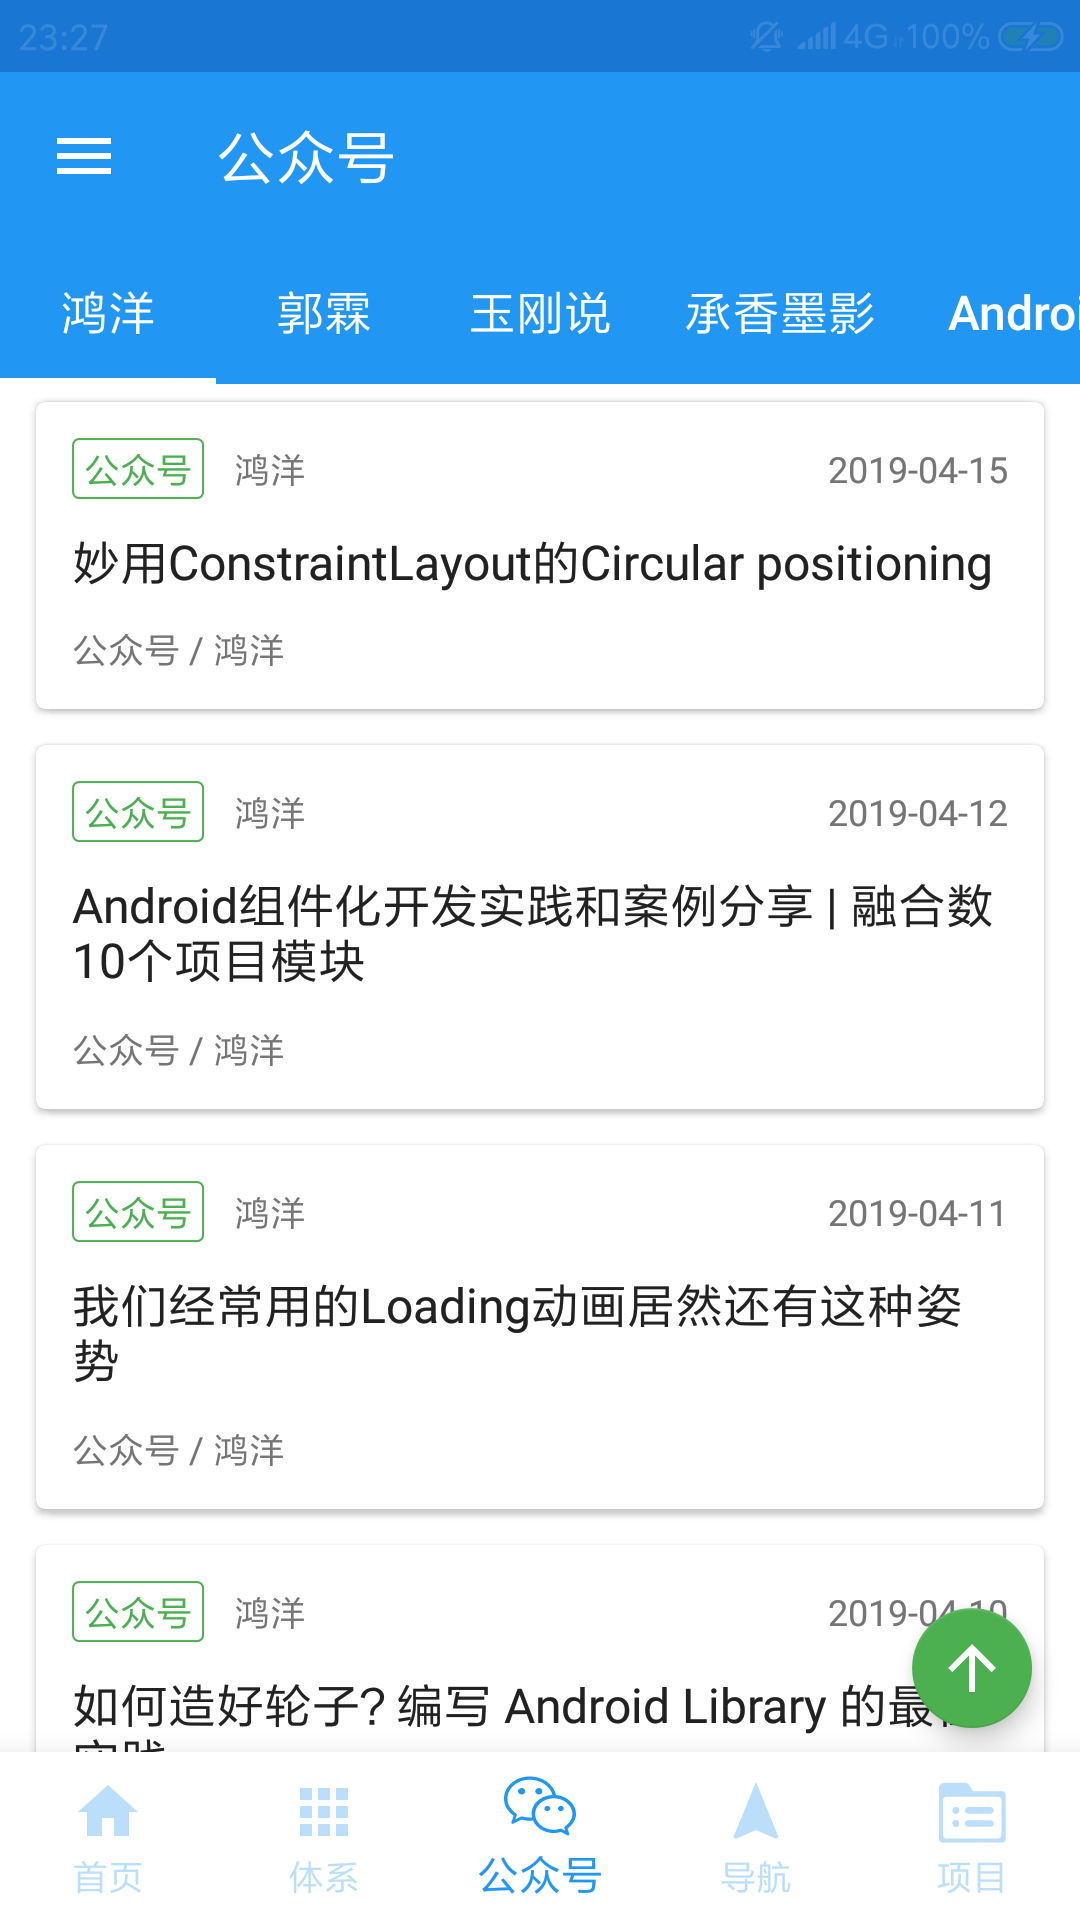 23:27
4G 100%
公众号
鸿洋
郭霖
玉刚说
承香墨影
Androi
公众号 鸿洋 2019-04-15
妙用ConstraintLayout的Circular positioning
公众号 / 鸿洋
公众号 鸿洋 2019-04-12
Android组件化开发实践和案例分享 | 融合数
10个项目模块
公众号 / 鸿洋
公众号 鸿洋 2019-04-11
我们经常用的Loading动画居然还有这种姿
势
公众号 / 鸿洋
公众号 鸿洋 2019-04-10
如何造好轮子? 编写 Android Library 的最
首页
体系
公众号
导航
项目